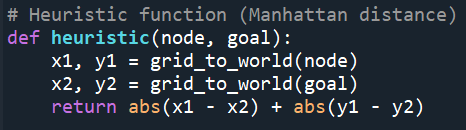 # Heuristic function (Manhattan distance)
def heuristic(node, goal):
    x1, y1 = grid_to_world(node)
    x2, y2 = grid_to_world(goal)
    return abs(x1 - x2) + abs(y1 - y2)